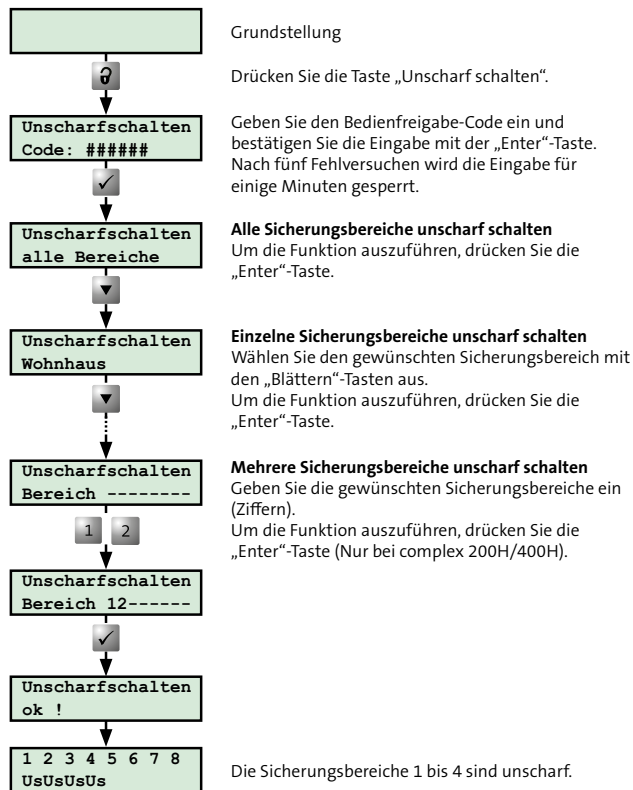 Grundstellung
Drücken Sie die Taste „Unscharf schalten“.
Unscharfschalten
Code: ######
Geben Sie den Bedienfreigabe-Code ein und
bestätigen Sie die Eingabe mit der „Enter“-Taste.
Nach fünf Fehlversuchen wird die Eingabe für
einige Minuten gesperrt.
Unscharfschalten
alle Bereiche
Alle Sicherungsbereiche unscharf schalten
Um die Funktion auszuführen, drücken Sie die
„Enter“-Taste.
Unscharfschalten
Wohnhaus
Einzelne Sicherungsbereiche unscharf schalten
Wählen Sie den gewünschten Sicherungsbereich mit
den „Blättern“-Tasten aus.
Um die Funktion auszuführen, drücken Sie die
„Enter“-Taste.
Unscharfschalten
Bereich --------
Mehrere Sicherungsbereiche unscharf schalten
Geben Sie die gewünschten Sicherungsbereiche ein
(Ziffern).
Um die Funktion auszuführen, drücken Sie die
„Enter“-Taste (Nur bei complex 200H/400H).
1 2
Unscharfschalten
Bereich 12------
Unscharfschalten
ok !
1 2 3 4 5 6 7 8
UsUsUsUs
Die Sicherungsbereiche 1 bis 4 sind unscharf.